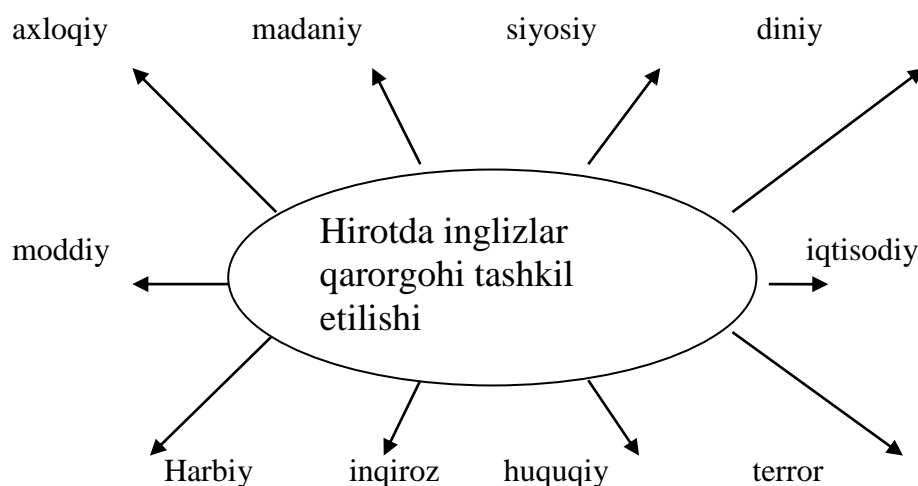 axloqiy madaniy siyosiy diniy
Hirotda inglizlar
qarorgohi tashkil
etilishi
moddiy iqtisodiy
Harbiy inqiroz huquqiy terror